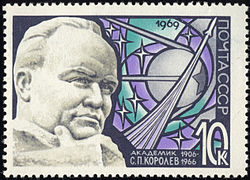 1969
ПОЧТА СССР
АКАДЕМИК 1906-
С.П.КОРОЛЕВ 1966
10К